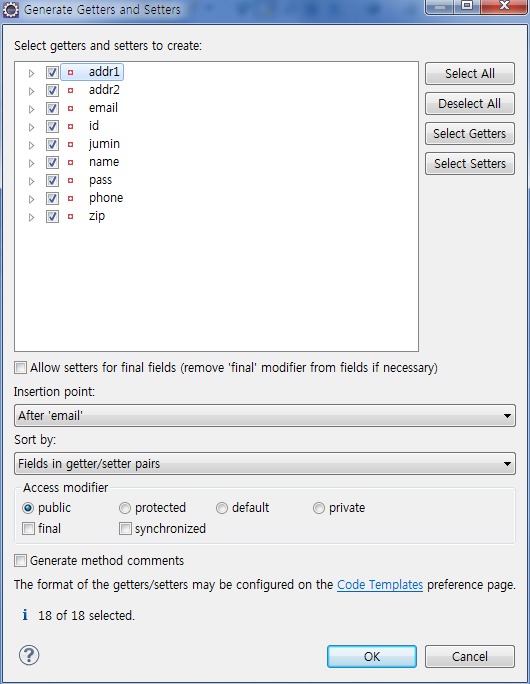 Generate Getters and Setters
Select getters and setters to create:
addr1
addr2
email
id
jumin
name
pass
phone
zip
Select All
Deselect All
Select Getters
Select Setters
Allow setters for final fields (remove 'final' modifier from fields if necessary)
Insertion point:
After 'email'
Sort by:
Fields in getter/setter pairs
Access modifier
public protected default private
final synchronized
Generate method comments
The format of the getters/setters may be configured on the Code Templates preference page.
i 18 of 18 selected.
? OK Cancel